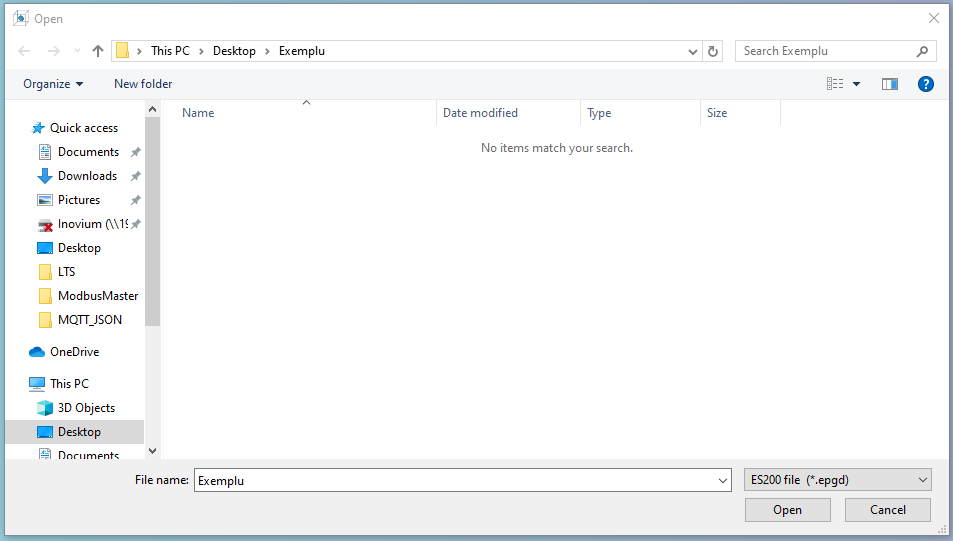 Open
This PC > Desktop > Exemplu
Search Exemplu
Organize
New folder
?
Name
Date modified
Type
Size
No items match your search.
Quick access
Documents
Downloads
Pictures
Inovium (\\19
Desktop
LTS
ModbusMaster
MQTT_JSON
OneDrive
This PC
3D Objects
Desktop
Documents
File name:
Exemplu
ES200 file (*.epgd)
Open
Cancel